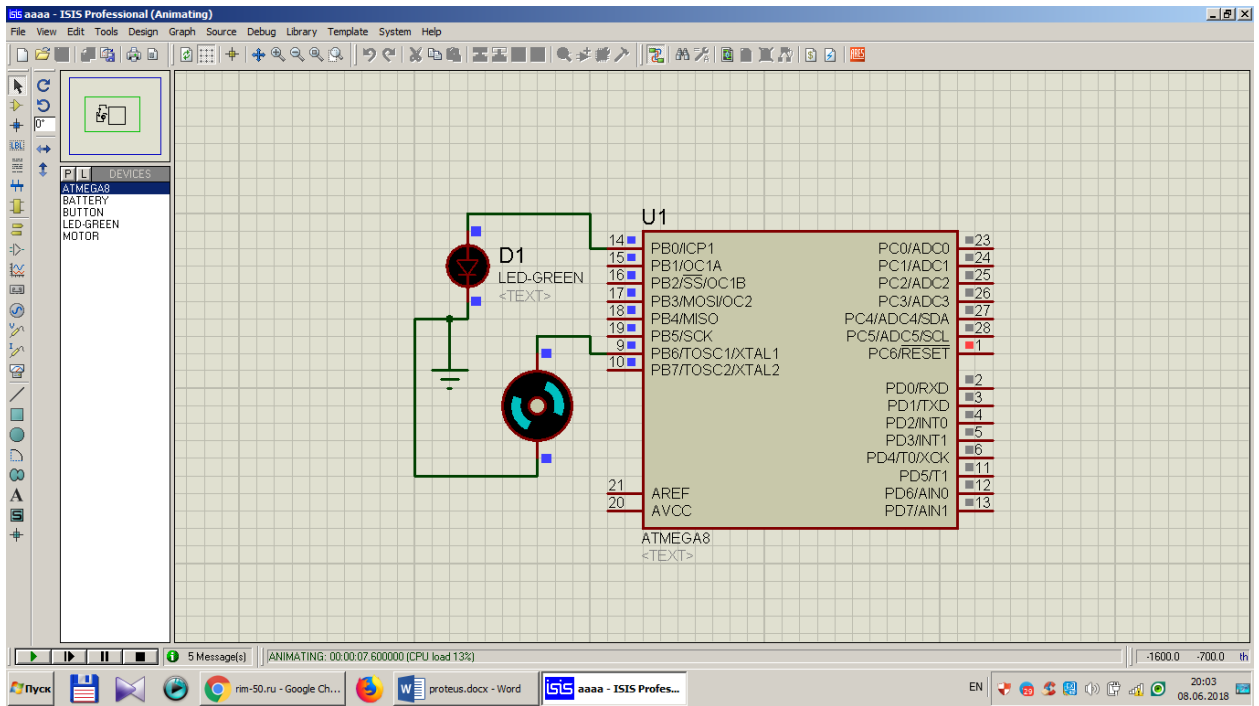 isis aaaa - ISIS Professional (Animating)
File View Edit Tools Design Graph Source Debug Library Template System Help
LBL
ARES
0°
P L DEVICES
ATMEGA8
BATTERY
BUTTON
LED-GREEN
MOTOR
A
S
U1
D1
LED-GREEN
<TEXT>
14 PB0/ICP1 PC0/ADC0 23
15 PB1/OC1A PC1/ADC1 24
16 PB2/SS/OC1B PC2/ADC2 25
17 PB3/MOSI/OC2 PC3/ADC3 26
18 PB4/MISO PC4/ADC4/SDA 27
19 PB5/SCK PC5/ADC5/SCL 28
9 PB6/TOSC1/XTAL1 PC6/RESET 1
10 PB7/TOSC2/XTAL2
PD0/RXD 2
PD1/TXD 3
PD2/INT0 4
PD3/INT1 5
PD4/T0/XCK 6
PD5/T1 11
21 AREF PD6/AIN0 12
20 AVCC PD7/AIN1 13
ATMEGA8
<TEXT>
5 Message(s) ANIMATING: 00:00:07.600000 (CPU load 13%) -1600.0 -700.0 th
Пуск rim-50.ru - Google Ch... proteus.docx - Word isis aaaa - ISIS Profes... EN 20:03
08.06.2018